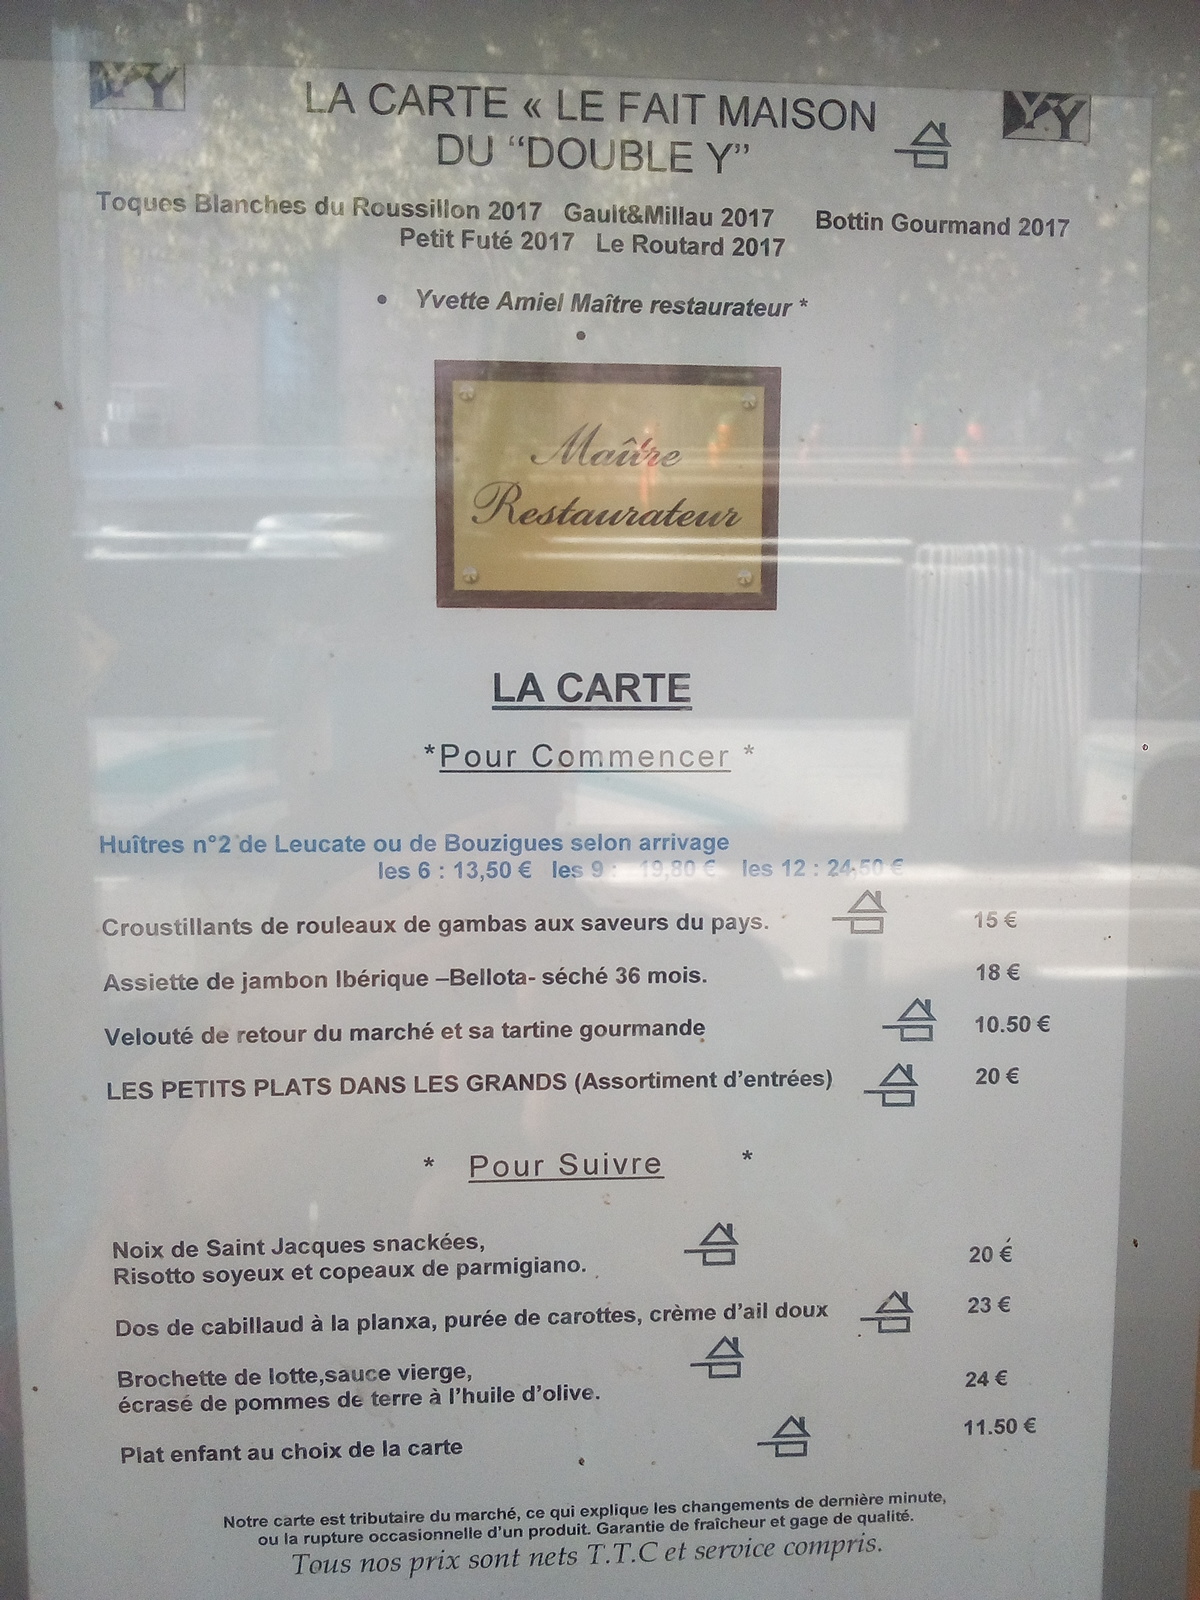 YY
YY
LA CARTE « LE FAIT MAISON
DU “DOUBLE Y”
Toques Blanches du Roussillon 2017 Gault&Millau 2017 Bottin Gourmand 2017
Petit Futé 2017 Le Routard 2017
• Yvette Amiel Maître restaurateur *
•
Maître
Restaurateur
LA CARTE
*Pour Commencer *
Huîtres n°2 de Leucate ou de Bouzigues selon arrivage
les 6 : 13,50 € les 9 : 19,80 € les 12 : 24,50 €
Croustillants de rouleaux de gambas aux saveurs du pays. 15 €
Assiette de jambon Ibérique –Bellota- séché 36 mois. 18 €
Velouté de retour du marché et sa tartine gourmande 10.50 €
LES PETITS PLATS DANS LES GRANDS (Assortiment d’entrées) 20 €
* Pour Suivre *
Noix de Saint Jacques snackées,
Risotto soyeux et copeaux de parmigiano. 20 €
Dos de cabillaud à la planxa, purée de carottes, crème d’ail doux 23 €
Brochette de lotte,sauce vierge,
écrasé de pommes de terre à l’huile d’olive. 24 €
Plat enfant au choix de la carte 11.50 €
Notre carte est tributaire du marché, ce qui explique les changements de dernière minute,
ou la rupture occasionnelle d’un produit. Garantie de fraîcheur et gage de qualité.
Tous nos prix sont nets T.T.C et service compris.